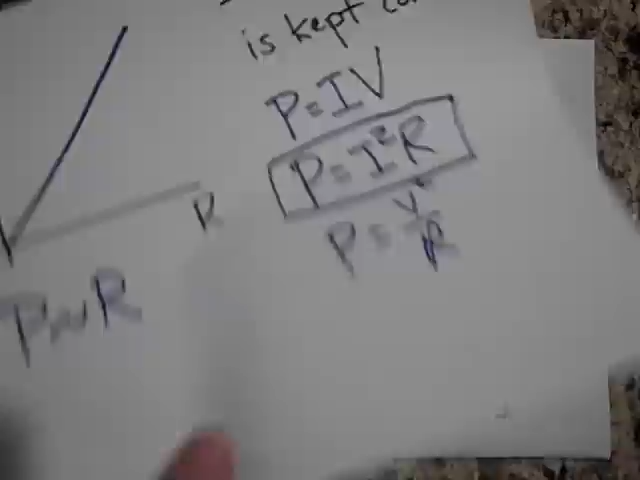 is kept
P = IV
P = I²R
P = V²/R
R
P ~ R